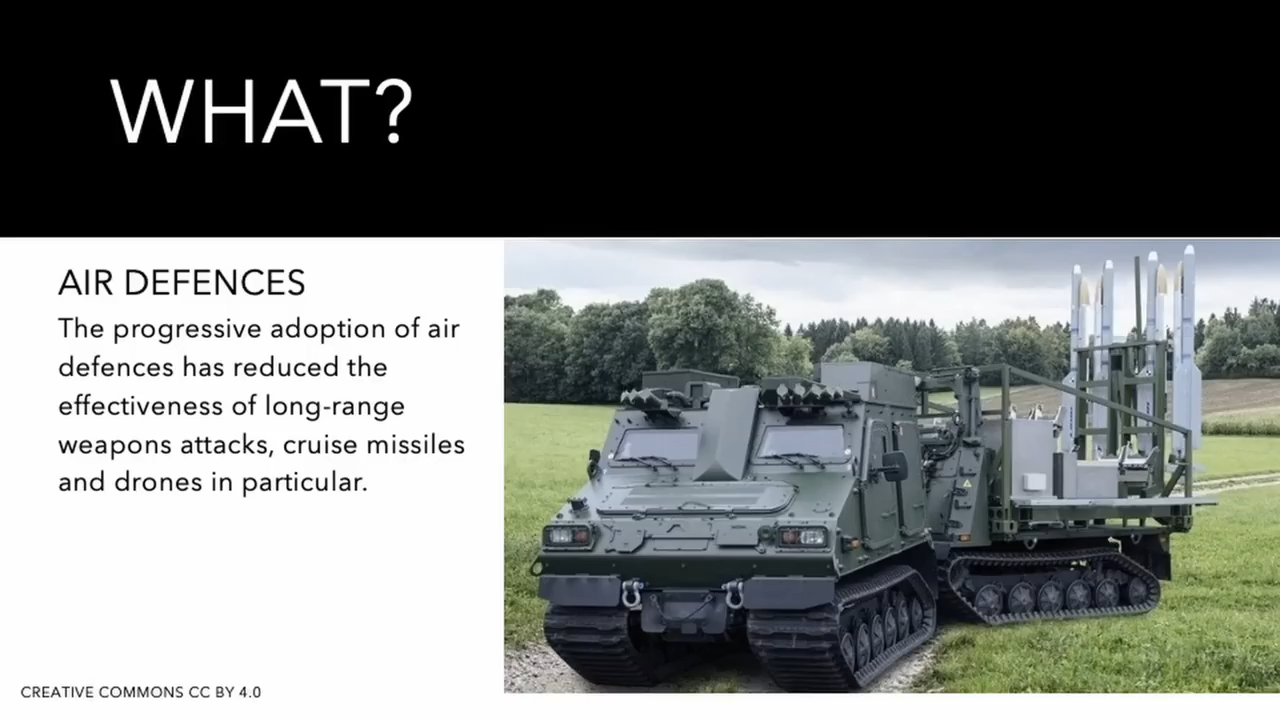 WHAT?
AIR DEFENCES
The progressive adoption of air
defences has reduced the
effectiveness of long-range
weapons attacks, cruise missiles
and drones in particular.
CREATIVE COMMONS CC BY 4.0